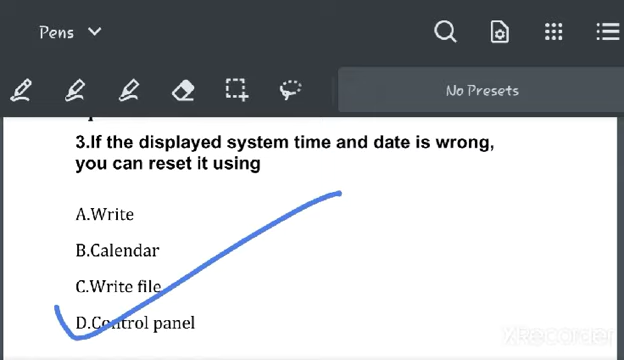 Pens
No Presets
3.If the displayed system time and date is wrong,
you can reset it using
A.Write
B.Calendar
C.Write file
D.Control panel
XRecorder